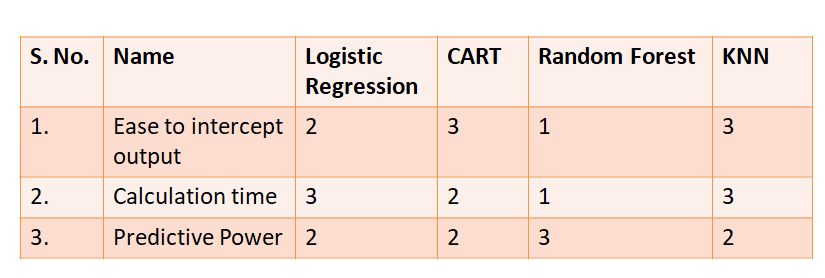 S. No. Name Logistic Regression CART Random Forest KNN
1. Ease to intercept output 2 3 1 3
2. Calculation time 3 2 1 3
3. Predictive Power 2 2 3 2